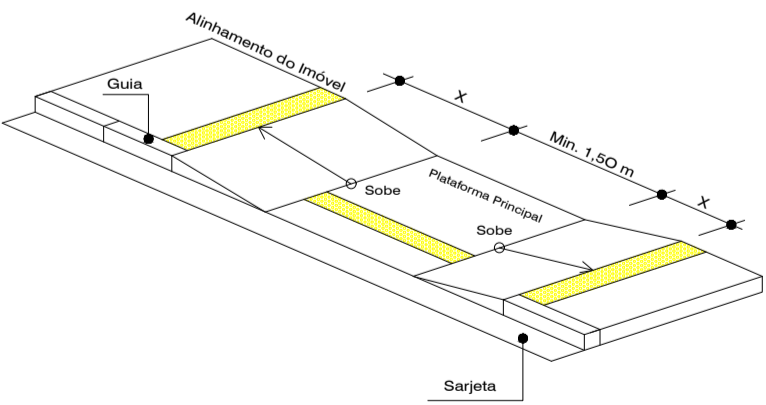 Alinhamento do Imóvel
Guia
X
Min. 1,50 m
Sobe
Plataforma Principal
X
Sobe
Sarjeta